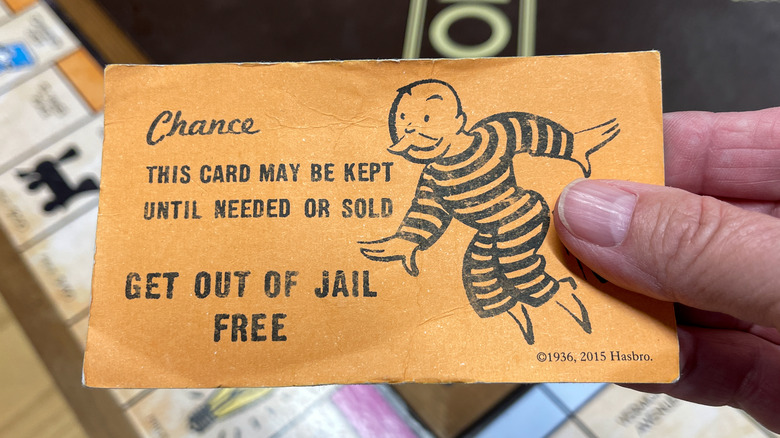 Chance
THIS CARD MAY BE KEPT
UNTIL NEEDED OR SOLD
GET OUT OF JAIL
FREE
©1936, 2015 Hasbro.